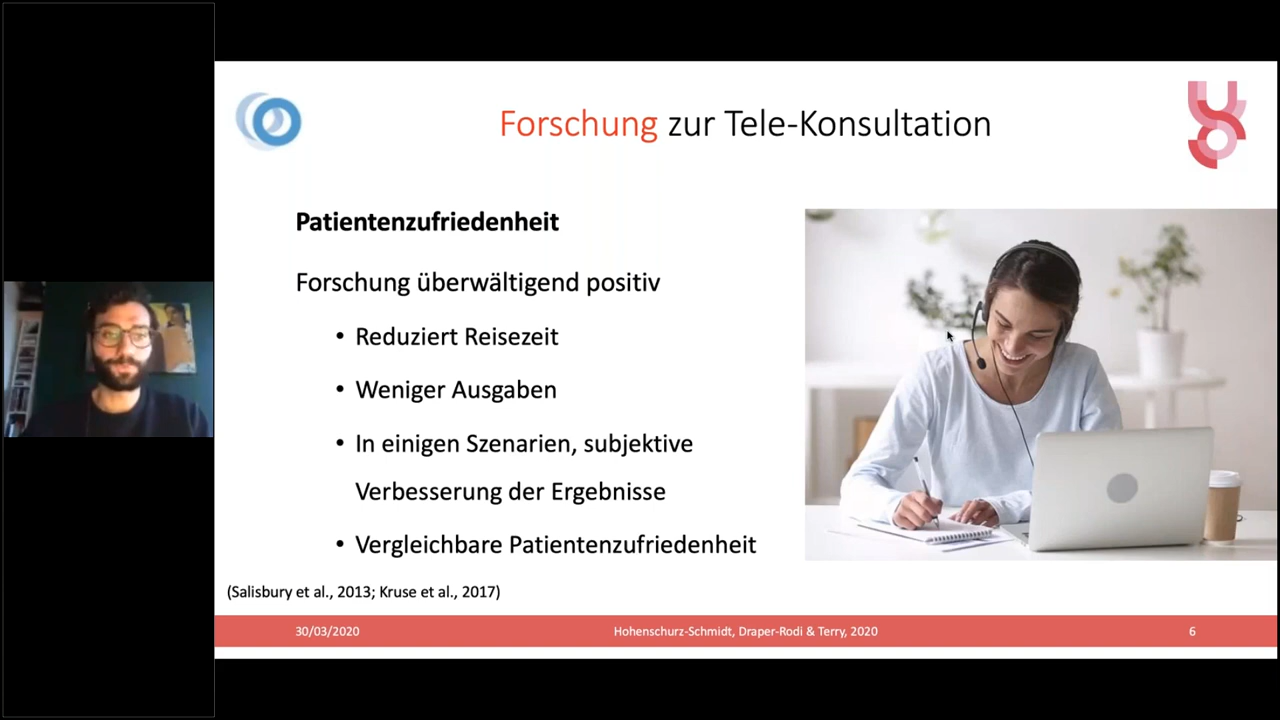 Forschung zur Tele-Konsultation
Patientenzufriedenheit
Forschung überwältigend positiv
• Reduziert Reisezeit
• Weniger Ausgaben
• In einigen Szenarien, subjektive
Verbesserung der Ergebnisse
• Vergleichbare Patientenzufriedenheit
(Salisbury et al., 2013; Kruse et al., 2017)
30/03/2020
Hohenschurz-Schmidt, Draper-Rodi & Terry, 2020
6